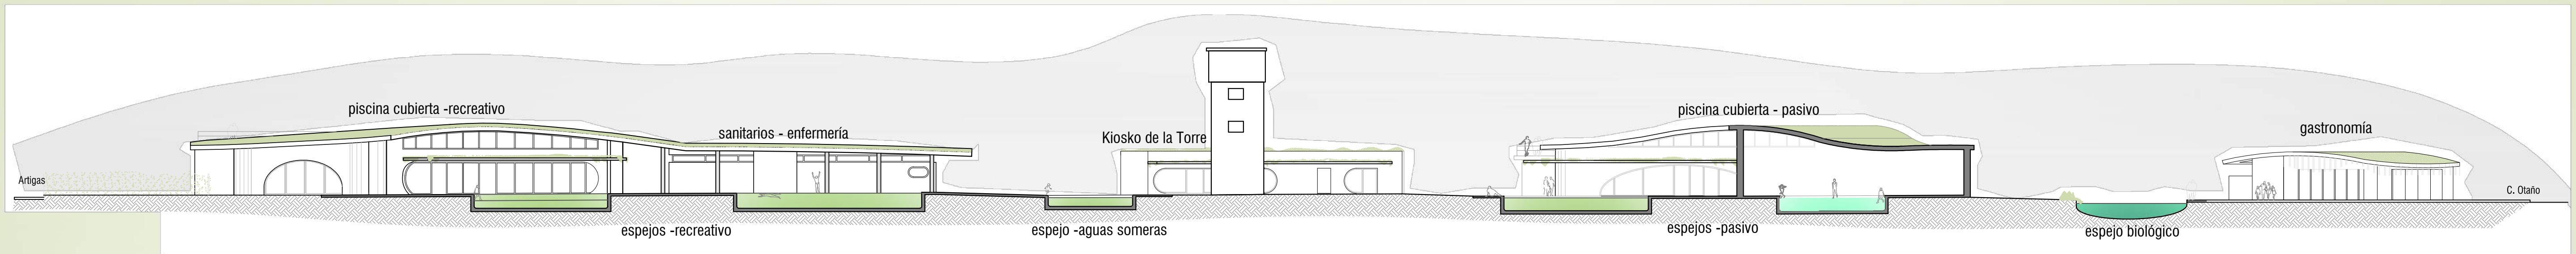 piscina cubierta -recreativo
piscina cubierta - pasivo
sanitarios - enfermería
Kiosko de la Torre
gastronomía
Artigas
C. Otaño
espejos -recreativo
espejo -aguas someras
espejos -pasivo
espejo biológico